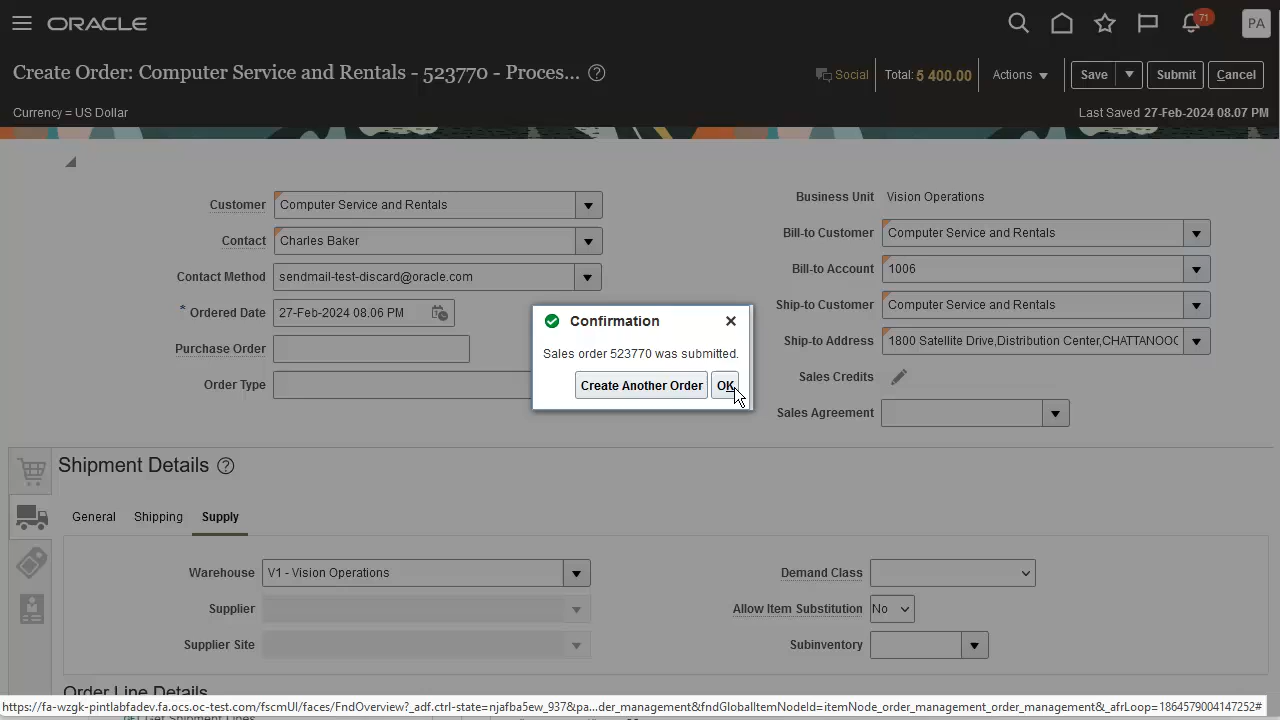 ORACLE
71
PA
Create Order: Computer Service and Rentals - 523770 - Proces...
Social
Total: 5 400.00
Actions
Save
Submit
Cancel
Currency = US Dollar
Last Saved 27-Feb-2024 08.07 PM
Customer Computer Service and Rentals
Contact Charles Baker
Contact Method sendmail-test-discard@oracle.com
* Ordered Date 27-Feb-2024 08.06 PM
Purchase Order
Order Type
Business Unit Vision Operations
Bill-to Customer Computer Service and Rentals
Bill-to Account 1006
Ship-to Customer Computer Service and Rentals
Ship-to Address 1800 Satellite Drive,Distribution Center,CHATTANOOG
Sales Credits
Sales Agreement
Confirmation
Sales order 523770 was submitted.
Create Another Order
OK
Shipment Details
General
Shipping
Supply
Warehouse V1 - Vision Operations
Supplier
Supplier Site
Demand Class
Allow Item Substitution No
Subinventory
Order Line Details
https://fa-wzgk-pintlabfadev.fa.ocs.oc-test.com/fscmUI/faces/FndOverview?_adf.ctrl-state=njafba5ew_937&pa...der_management&fndGlobalItemNodeId=itemNode_order_management_order_management&_afrLoop=1864579004147252#